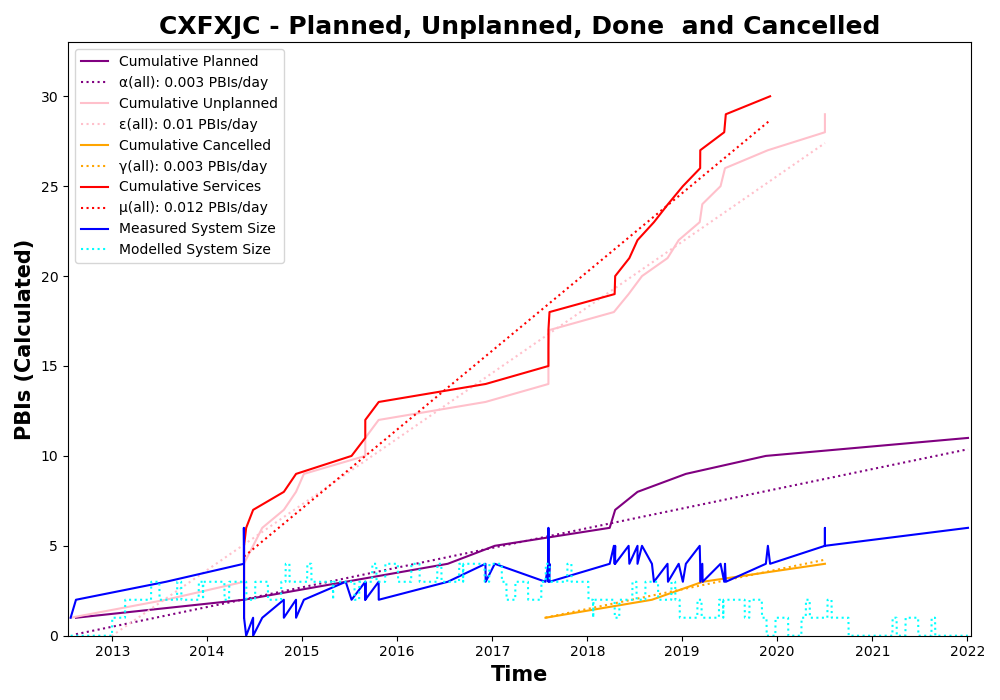 CXFXJC - Planned, Unplanned, Done  and Cancelled
Cumulative Planned
α(all): 0.003 PBIs/day
Cumulative Unplanned
ε(all): 0.01 PBIs/day
Cumulative Cancelled
γ(all): 0.003 PBIs/day
Cumulative Services
μ(all): 0.012 PBIs/day
Measured System Size
Modelled System Size
PBIs (Calculated)
30
25
20
15
10
5
0
2013 2014 2015 2016 2017 2018 2019 2020 2021 2022
Time